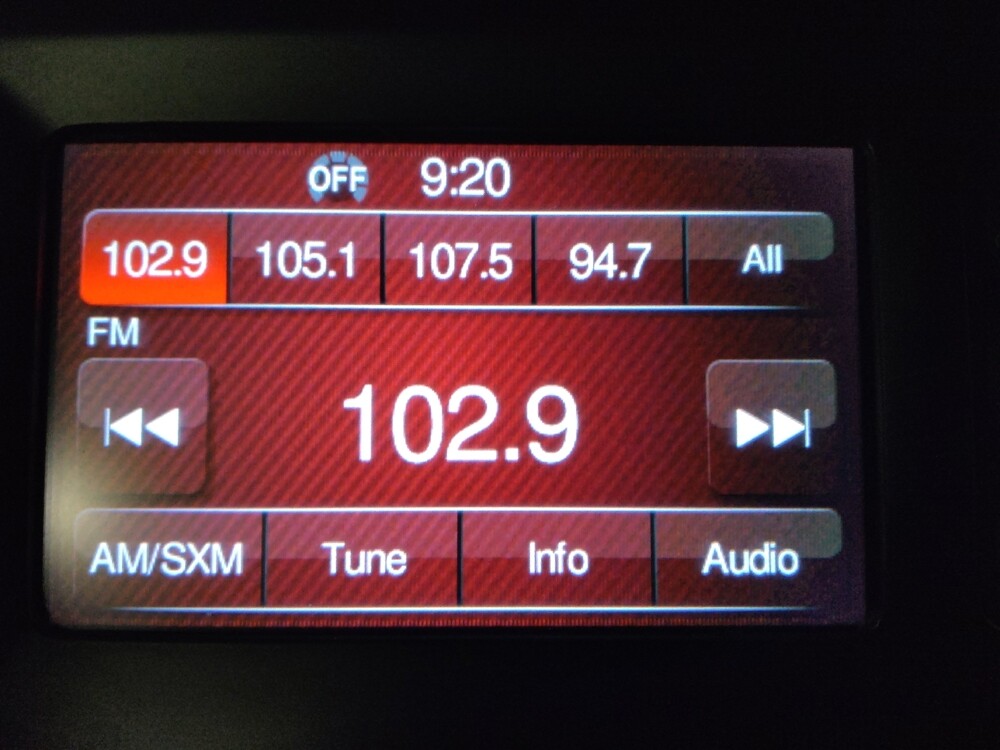 OFF 9:20
102.9 105.1 107.5 94.7 All
FM
102.9
AM/SXM Tune Info Audio